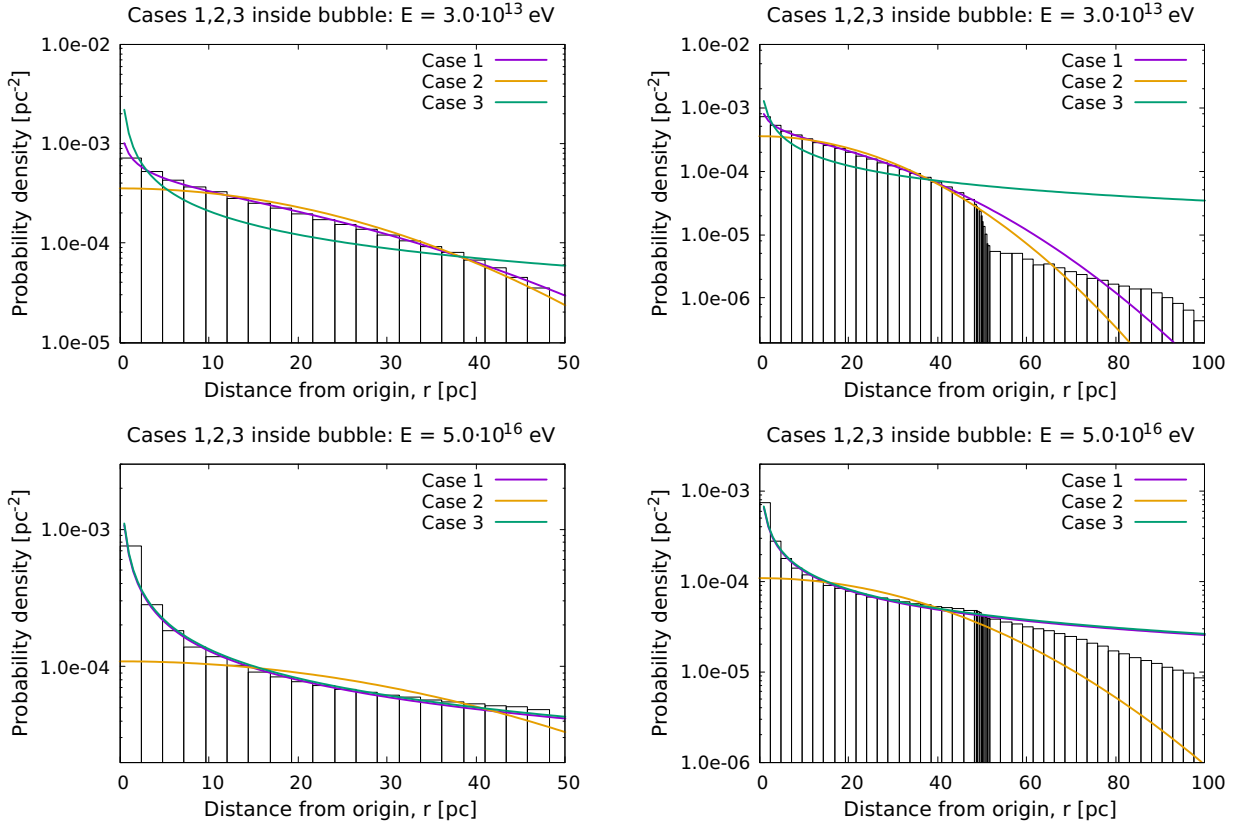 Cases 1,2,3 inside bubble: E = 3.0·10¹³ eV
Probability density [pc⁻²]
1.0e-02
1.0e-03
1.0e-04
1.0e-05
Case 1
Case 2
Case 3
0 10 20 30 40 50
Distance from origin, r [pc]
Cases 1,2,3 inside bubble: E = 3.0·10¹³ eV
Probability density [pc⁻²]
1.0e-02
1.0e-03
1.0e-04
1.0e-05
1.0e-06
Case 1
Case 2
Case 3
0 20 40 60 80 100
Distance from origin, r [pc]
Cases 1,2,3 inside bubble: E = 5.0·10¹⁶ eV
Probability density [pc⁻²]
1.0e-03
1.0e-04
Case 1
Case 2
Case 3
0 10 20 30 40 50
Distance from origin, r [pc]
Cases 1,2,3 inside bubble: E = 5.0·10¹⁶ eV
Probability density [pc⁻²]
1.0e-03
1.0e-04
1.0e-05
1.0e-06
Case 1
Case 2
Case 3
0 20 40 60 80 100
Distance from origin, r [pc]